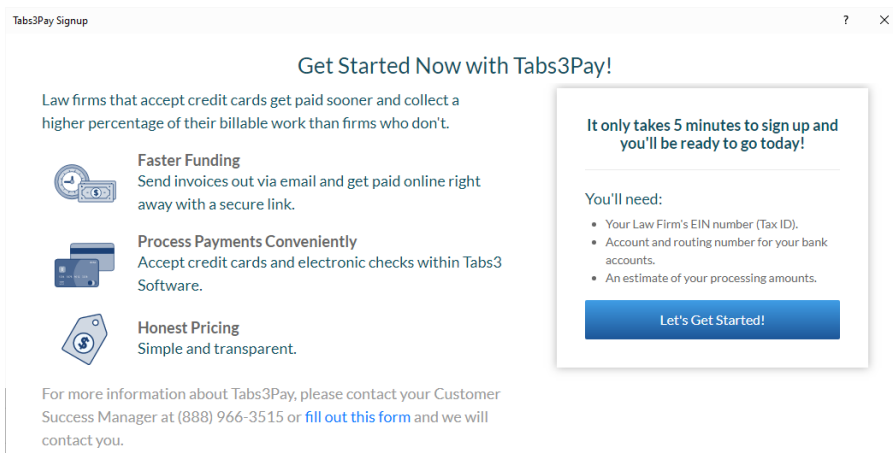 Tabs3Pay Signup
?
Get Started Now with Tabs3Pay!
Law firms that accept credit cards get paid sooner and collect a
higher percentage of their billable work than firms who don't.
Faster Funding
Send invoices out via email and get paid online right
away with a secure link.
Process Payments Conveniently
Accept credit cards and electronic checks within Tabs3
Software.
Honest Pricing
Simple and transparent.
For more information about Tabs3Pay, please contact your Customer
Success Manager at (888) 966-3515 or fill out this form and we will
contact you.
It only takes 5 minutes to sign up and
you'll be ready to go today!
You'll need:
• Your Law Firm's EIN number (Tax ID).
• Account and routing number for your bank
accounts.
• An estimate of your processing amounts.
Let's Get Started!